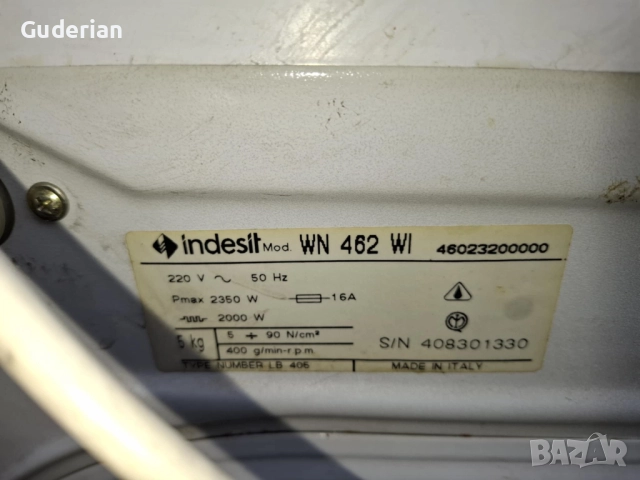 Guderian
indesit Mod. WN 462 WI 46023200000
220 V ~ 50 Hz
Pmax 2350 W 16A
2000 W
5 kg
5 ÷ 90 N/cm²
400 g/min-r.p.m.
S/N 408301330
TYPE NUMBER LB 405
MADE IN ITALY
BAZAR